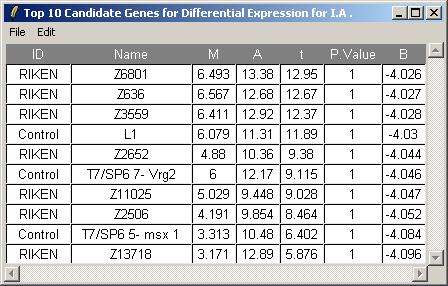 Top 10 Candidate Genes for Differential Expression for I.A .
File Edit
ID Name M A t P.Value B
RIKEN Z6801 6.493 13.38 12.95 1 -4.026
RIKEN Z636 6.567 12.68 12.67 1 -4.027
RIKEN Z3559 6.411 12.92 12.37 1 -4.028
Control L1 6.079 11.31 11.89 1 -4.03
RIKEN Z2652 4.88 10.36 9.38 1 -4.044
Control T7/SP6 7- Vrg2 6 12.17 9.115 1 -4.046
RIKEN Z11025 5.029 9.448 9.028 1 -4.047
RIKEN Z2506 4.191 9.854 8.464 1 -4.052
Control T7/SP6 5- msx 1 3.313 10.48 6.402 1 -4.084
RIKEN Z13718 3.171 12.89 5.876 1 -4.096